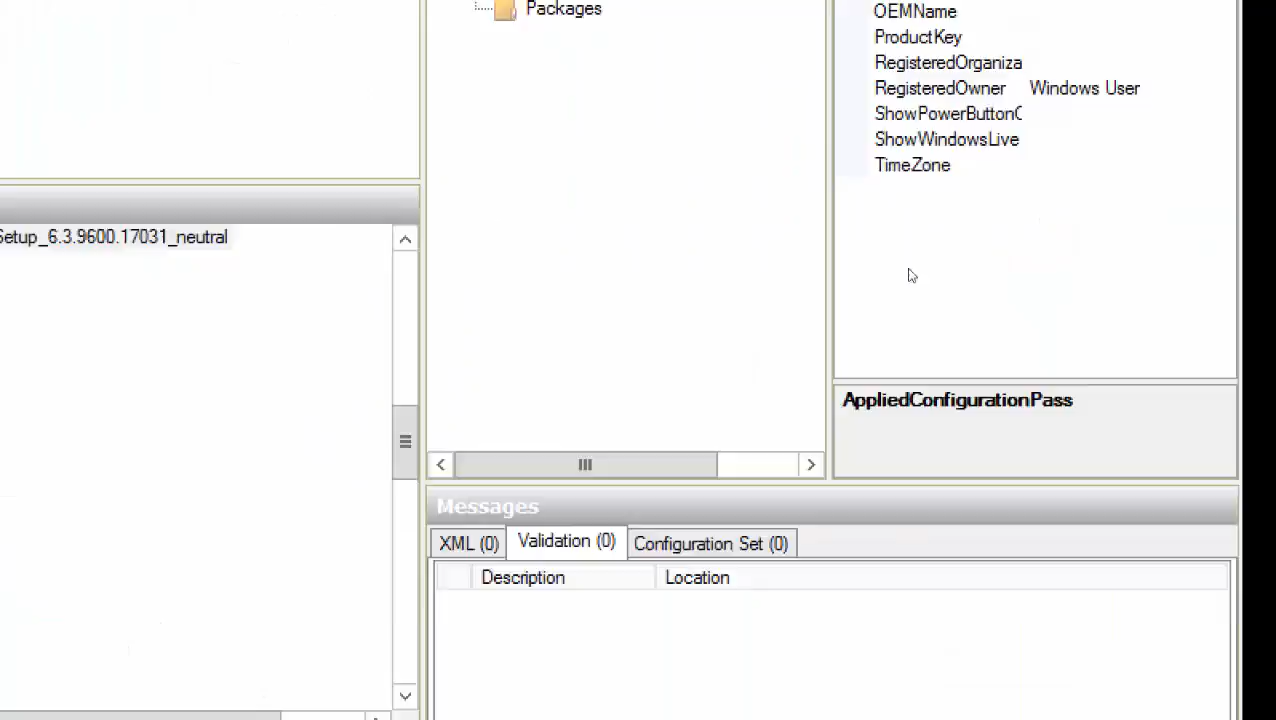 Packages
OEMName
ProductKey
RegisteredOrganiza
RegisteredOwner Windows User
ShowPowerButtonC
ShowWindowsLive
TimeZone
Setup_6.3.9600.17031_neutral
AppliedConfigurationPass
Messages
XML (0) Validation (0) Configuration Set (0)
Description Location